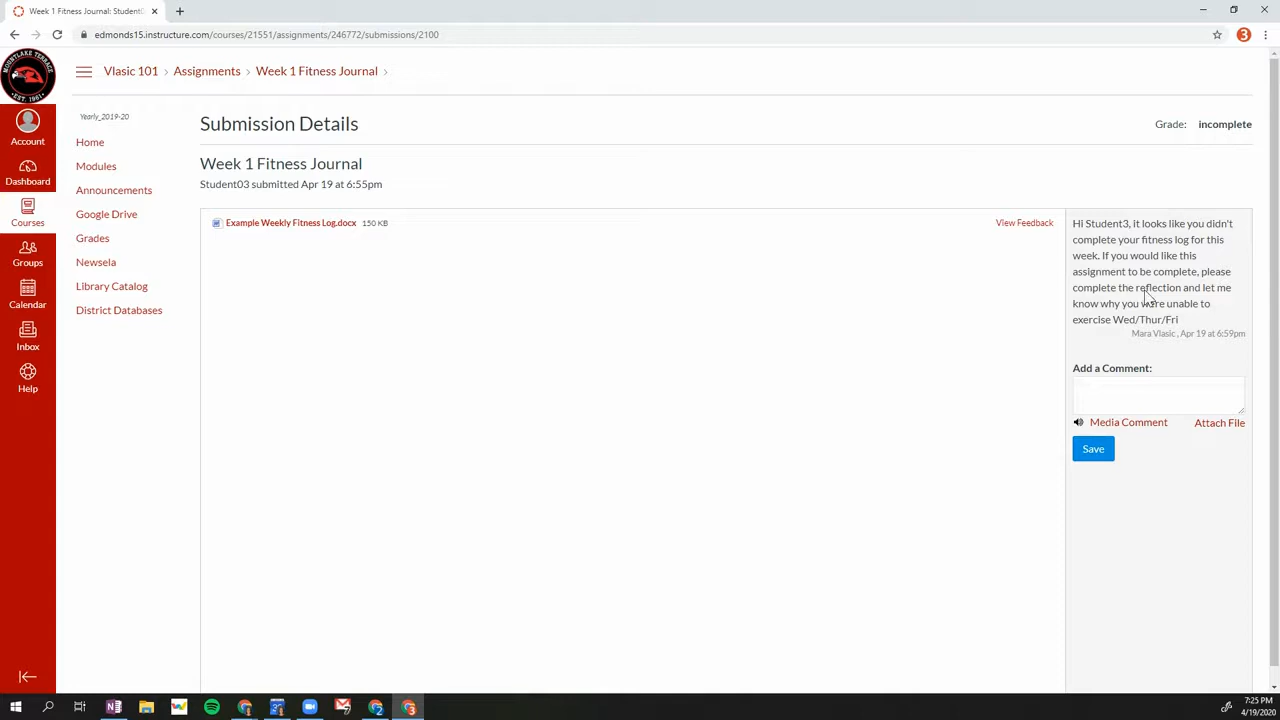 Week 1 Fitness Journal: Student0
edmonds15.instructure.com/courses/21551/assignments/246772/submissions/2100
3
MOUNTLAKE TERRACE
EST. 1961
Vlasic 101 › Assignments › Week 1 Fitness Journal ›
Account
Dashboard
Courses
Groups
Calendar
Inbox
Help
Yearly_2019-20
Home
Modules
Announcements
Google Drive
Grades
Newsela
Library Catalog
District Databases
Submission Details
Grade: incomplete
Week 1 Fitness Journal
Student03 submitted Apr 19 at 6:55pm
Example Weekly Fitness Log.docx 150 KB
View Feedback
Hi Student3, it looks like you didn't
complete your fitness log for this
week. If you would like this
assignment to be complete, please
complete the reflection and let me
know why you were unable to
exercise Wed/Thur/Fri
Mara Vlasic , Apr 19 at 6:59pm
Add a Comment:
Media Comment Attach File
Save
7:25 PM
4/19/2020